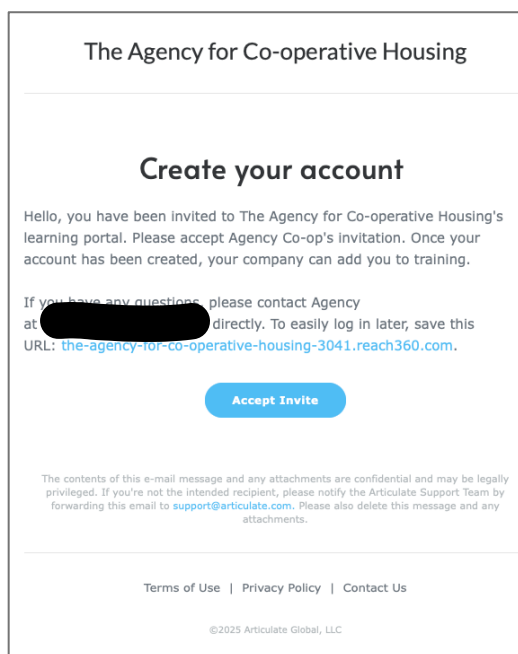 The Agency for Co-operative Housing
Create your account
Hello, you have been invited to The Agency for Co-operative Housing's
learning portal. Please accept Agency Co-op's invitation. Once your
account has been created, your company can add you to training.
If you have any questions, please contact Agency
at directly. To easily log in later, save this
URL: the-agency-for-co-operative-housing-3041.reach360.com.
Accept Invite
The contents of this e-mail message and any attachments are confidential and may be legally
privileged. If you're not the intended recipient, please notify the Articulate Support Team by
forwarding this email to support@articulate.com. Please also delete this message and any
attachments.
Terms of Use | Privacy Policy | Contact Us
©2025 Articulate Global, LLC